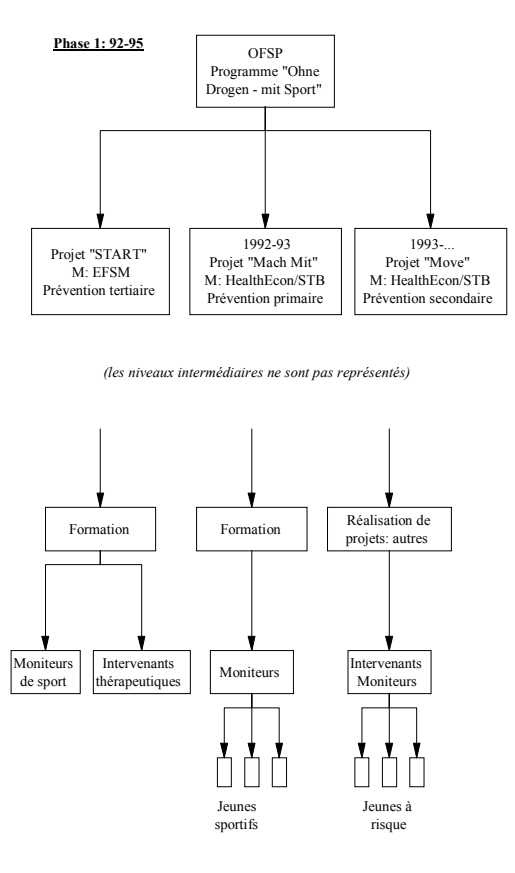 Phase 1: 92-95
OFSP
Programme "Ohne
Drogen - mit Sport"
Projet "START"
M: EFSM
Prévention tertiaire
1992-93
Projet "Mach Mit"
M: HealthEcon/STB
Prévention primaire
1993-...
Projet "Move"
M: HealthEcon/STB
Prévention secondaire
(les niveaux intermédiaires ne sont pas représentés)
Formation
Formation
Réalisation de
projets: autres
Moniteurs
de sport
Intervenants
thérapeutiques
Moniteurs
Intervenants
Moniteurs
Jeunes
sportifs
Jeunes à
risque